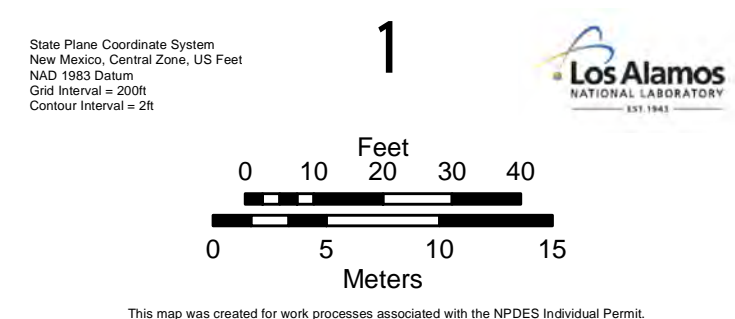 State Plane Coordinate System
New Mexico, Central Zone, US Feet
NAD 1983 Datum
Grid Interval = 200ft
Contour Interval = 2ft
1
Los Alamos
NATIONAL LABORATORY
EST.1943
Feet
0 10 20 30 40
0 5 10 15
Meters
This map was created for work processes associated with the NPDES Individual Permit.